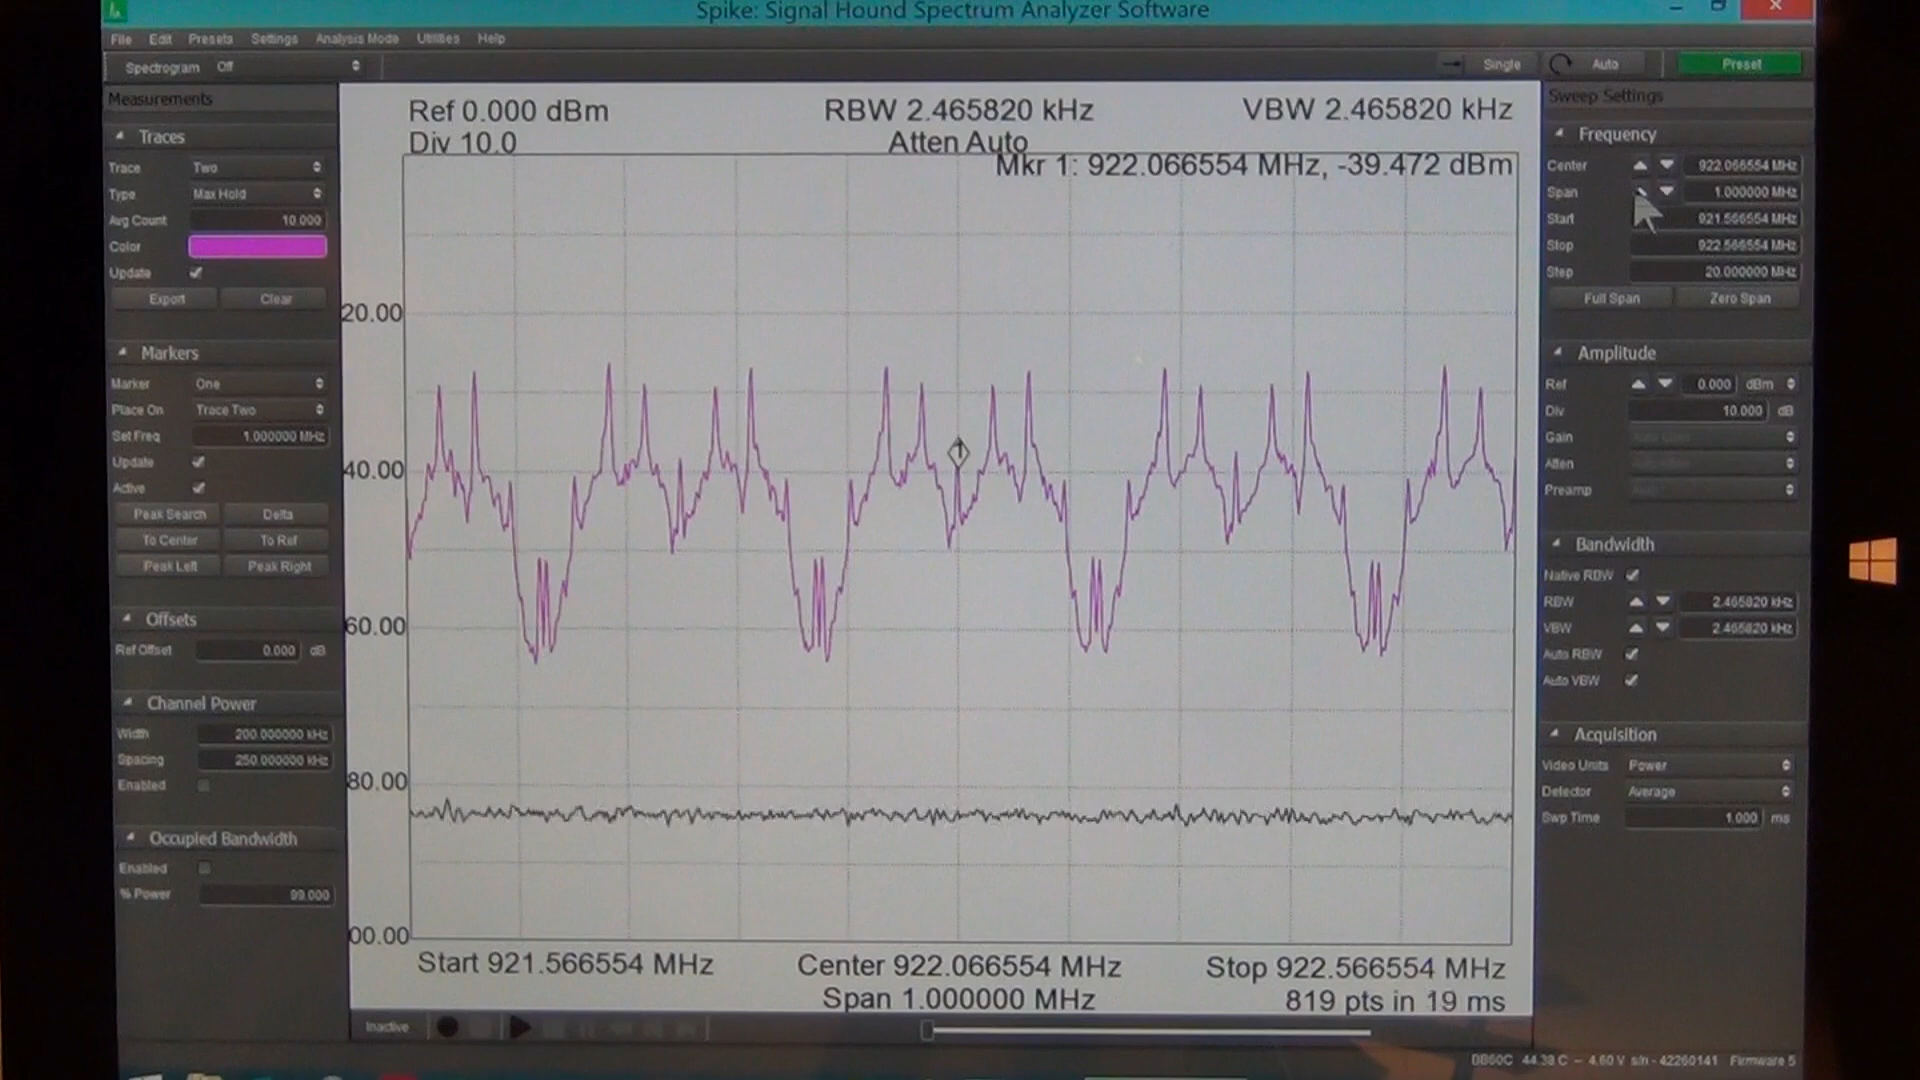 Spike: Signal Hound Spectrum Analyzer Software
File Edit Presets Settings Analysis Mode Utilities Help
Spectrogram Off
Single Auto Preset
Measurements
Traces
Trace Two
Type Max Hold
Avg Count 10.000
Color
Update
Export Clear
Markers
Marker One
Place On Trace Two
Set Freq 1.000000 MHz
Update
Active
Peak Search Delta
To Center To Ref
Peak Left Peak Right
Offsets
Ref Offset 0.000 dB
Channel Power
Width 200.000000 kHz
Spacing 250.000000 kHz
Enabled
Occupied Bandwidth
Enabled
% Power 99.000
Ref 0.000 dBm RBW 2.465820 kHz VBW 2.465820 kHz
Div 10.0 Atten Auto
Mkr 1: 922.066554 MHz, -39.472 dBm
20.00
40.00
1
60.00
80.00
00.00
Start 921.566554 MHz Center 922.066554 MHz Stop 922.566554 MHz
Span 1.000000 MHz 819 pts in 19 ms
Inactive
Sweep Settings
Frequency
Center 922.066554 MHz
Span 1.000000 MHz
Start 921.566554 MHz
Stop 922.566554 MHz
Step 20.000000 MHz
Full Span Zero Span
Amplitude
Ref 0.000 dBm
Div 10.000 dB
Gain
Atten
Preamp
Bandwidth
Native RBW
RBW 2.465820 kHz
VBW 2.465820 kHz
Auto RBW
Auto VBW
Acquisition
Video Units Power
Detector Average
Swp Time 1.000 ms
BB60C 44.38 C -- 4.60 V s/n - 42260141 Firmware 5